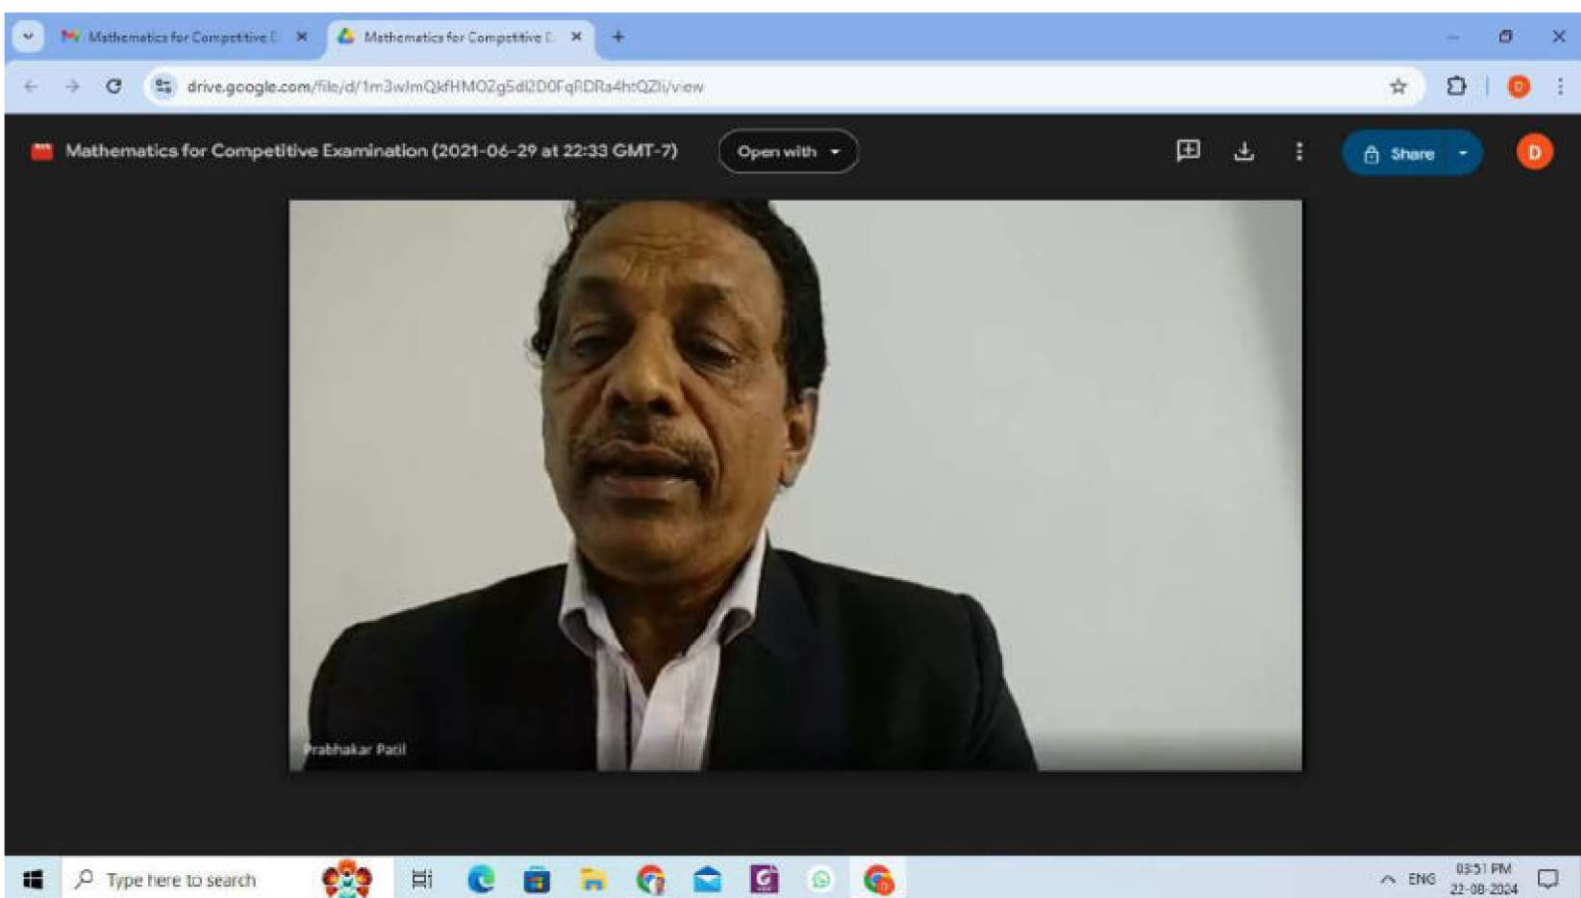 Mathematics for Competitive E
Mathematics for Competitive E
drive.google.com/file/d/
Mathematics for Competitive Examination (2021-06-29 at 22:33 GMT-7)
Open with
Share
D
D
Prabhakar Patil
Type here to search
ENG
03:51 PM
22-08-2024